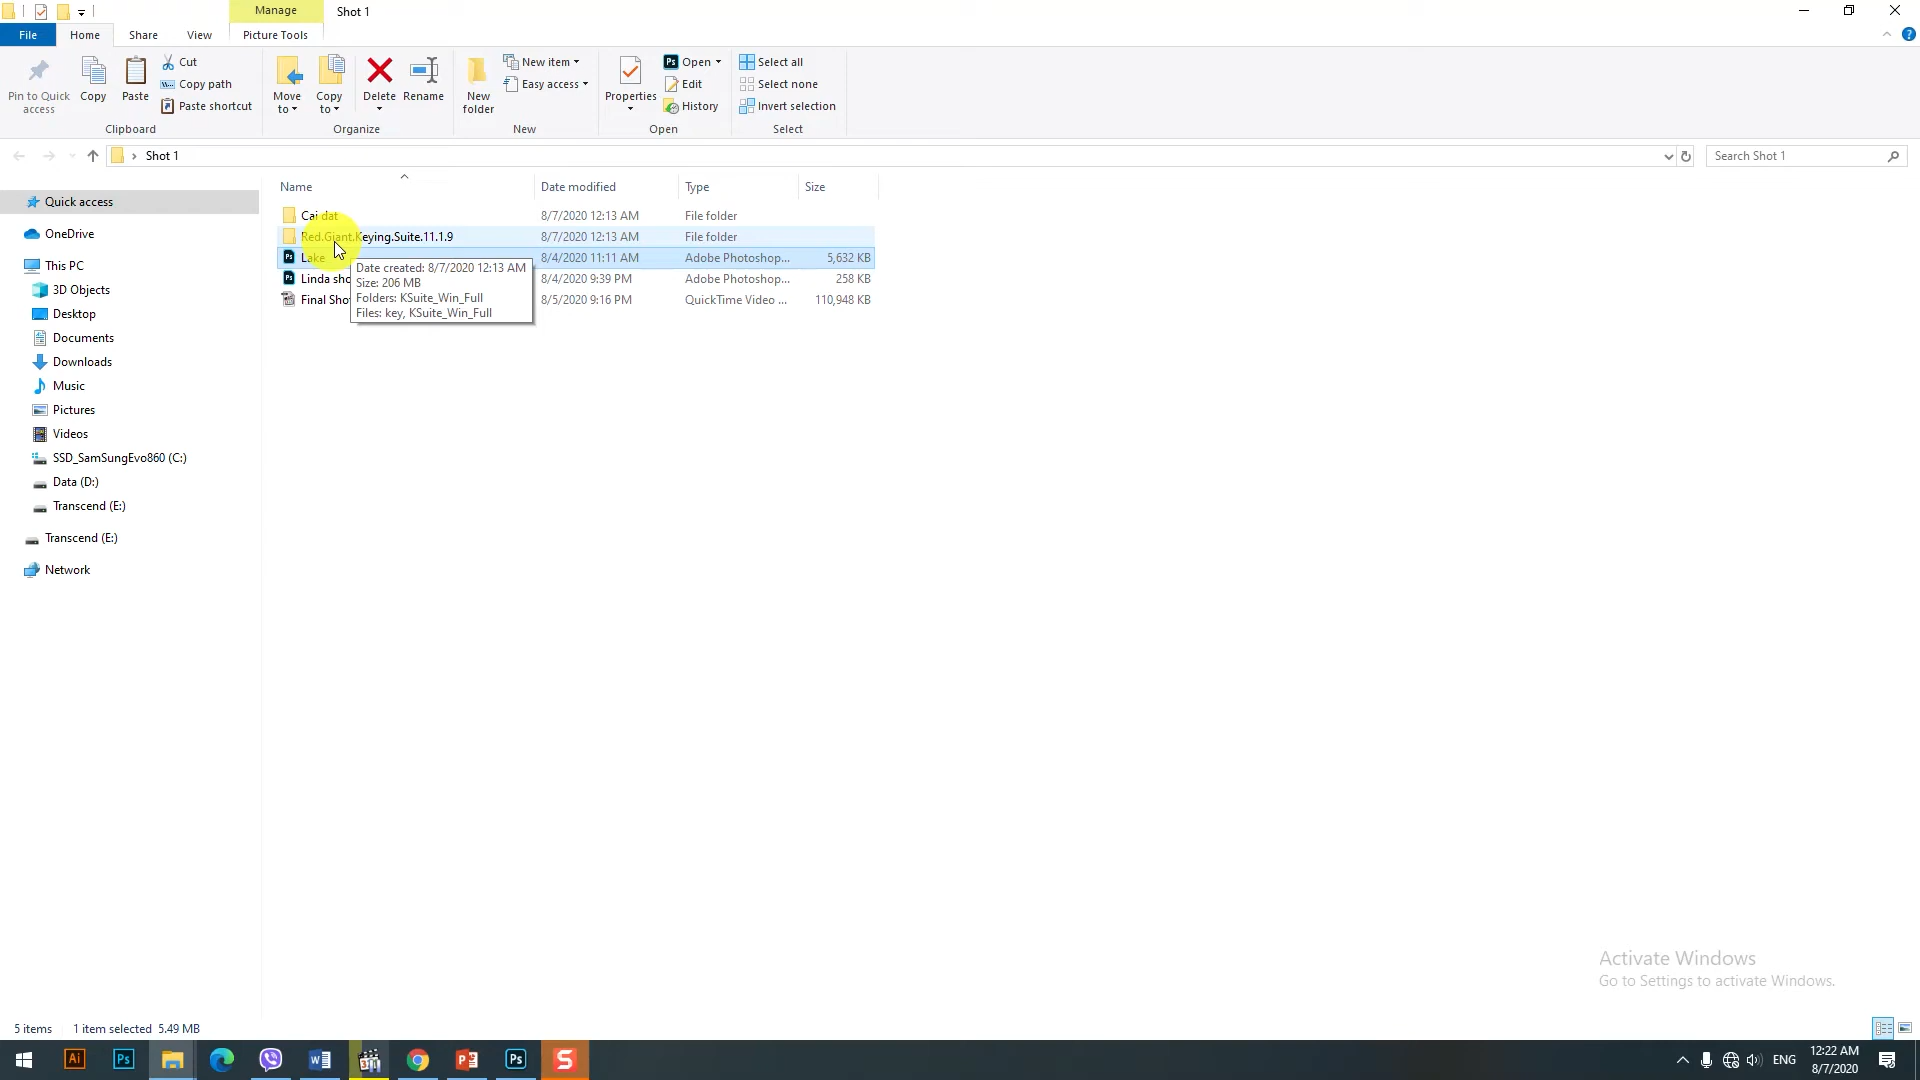 Manage
Shot 1
File
Home
Share
View
Picture Tools
Pin to Quick access
Copy
Paste
Cut
Copy path
Paste shortcut
Clipboard
Move to
Copy to
Delete
Rename
Organize
New folder
New item
Easy access
New
Properties
Open
Edit
History
Open
Select all
Select none
Invert selection
Select
Shot 1
Search Shot 1
Name
Date modified
Type
Size
Cai dat 8/7/2020 12:13 AM File folder
Red.Giant.Keying.Suite.11.1.9 8/7/2020 12:13 AM File folder
Lake 8/4/2020 11:11 AM Adobe Photoshop... 5,632 KB
Linda sho 8/4/2020 9:39 PM Adobe Photoshop... 258 KB
Final Sho 8/5/2020 9:16 PM QuickTime Video ... 110,948 KB
Date created: 8/7/2020 12:13 AM
Size: 206 MB
Folders: KSuite_Win_Full
Files: key, KSuite_Win_Full
Quick access
OneDrive
This PC
3D Objects
Desktop
Documents
Downloads
Music
Pictures
Videos
SSD_SamSungEvo860 (C:)
Data (D:)
Transcend (E:)
Transcend (E:)
Network
Activate Windows
Go to Settings to activate Windows.
5 items
1 item selected 5.49 MB
Ai
Ps
Ps
S
ENG
12:22 AM
8/7/2020